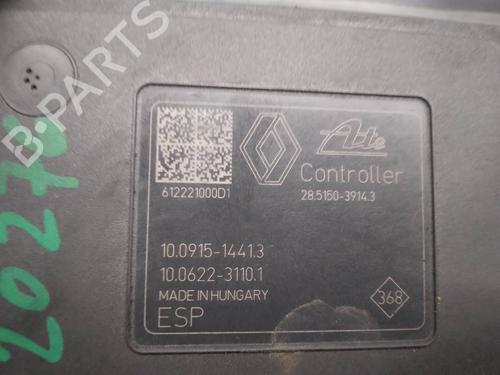 B-PARTS
Ate
Controller
612221000D1
28.5150-3914.3
10.0915-1441.3
10.0622-3110.1
MADE IN HUNGARY
368
ESP